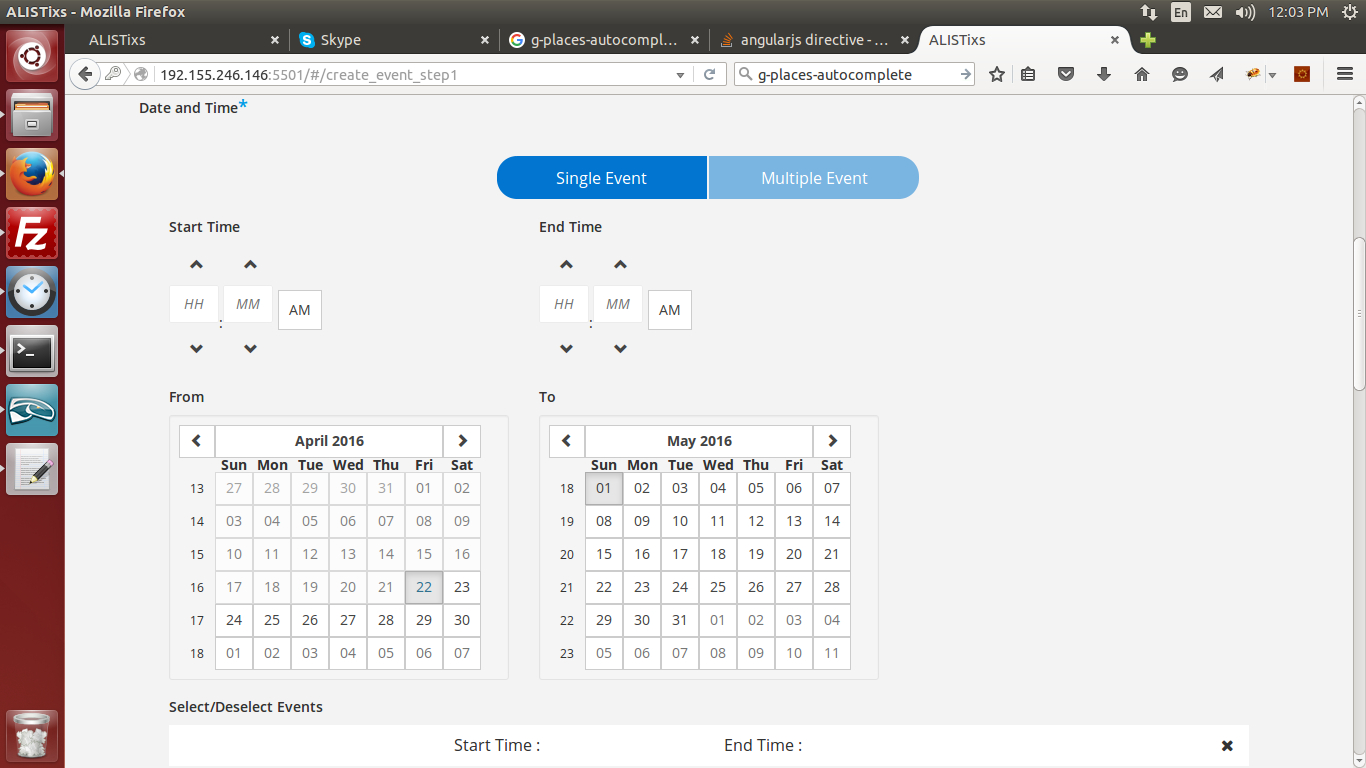 ALISTixs - Mozilla Firefox
En
12:03 PM
ALISTixs
Skype
g-places-autocompl...
angularjs directive - ...
ALISTixs
192.155.246.146:5501/#/create_event_step1
g-places-autocomplete
Date and Time*
Single Event Multiple Event
Start Time End Time
HH : MM AM HH : MM AM
From To
April 2016 May 2016
Sun Mon Tue Wed Thu Fri Sat
13 27 28 29 30 31 01 02
14 03 04 05 06 07 08 09
15 10 11 12 13 14 15 16
16 17 18 19 20 21 22 23
17 24 25 26 27 28 29 30
18 01 02 03 04 05 06 07
Sun Mon Tue Wed Thu Fri Sat
18 01 02 03 04 05 06 07
19 08 09 10 11 12 13 14
20 15 16 17 18 19 20 21
21 22 23 24 25 26 27 28
22 29 30 31 01 02 03 04
23 05 06 07 08 09 10 11
Select/Deselect Events
Start Time : End Time :